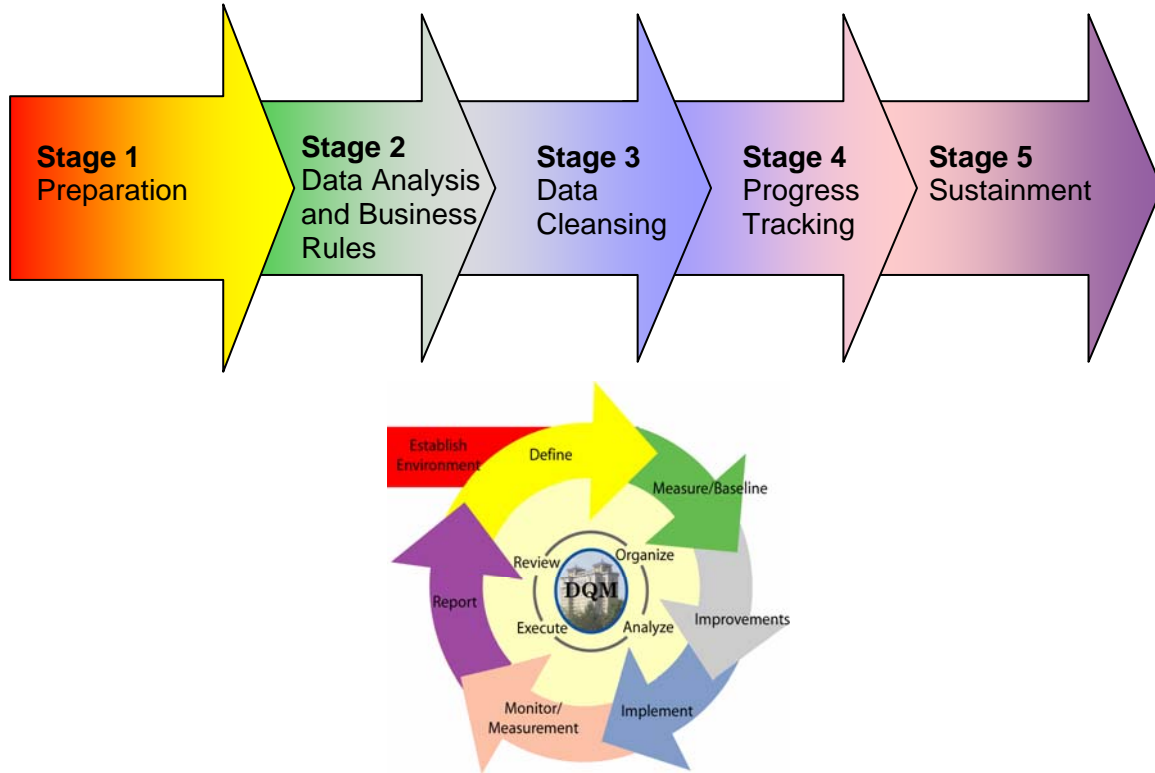 Stage 1
Preparation
Stage 2
Data Analysis
and Business
Rules
Stage 3
Data
Cleansing
Stage 4
Progress
Tracking
Stage 5
Sustainment
Establish
Environment
Define
Measure/Baseline
Improvements
Implement
Monitor/
Measurement
Report
Review
Organize
DQM
Execute
Analyze